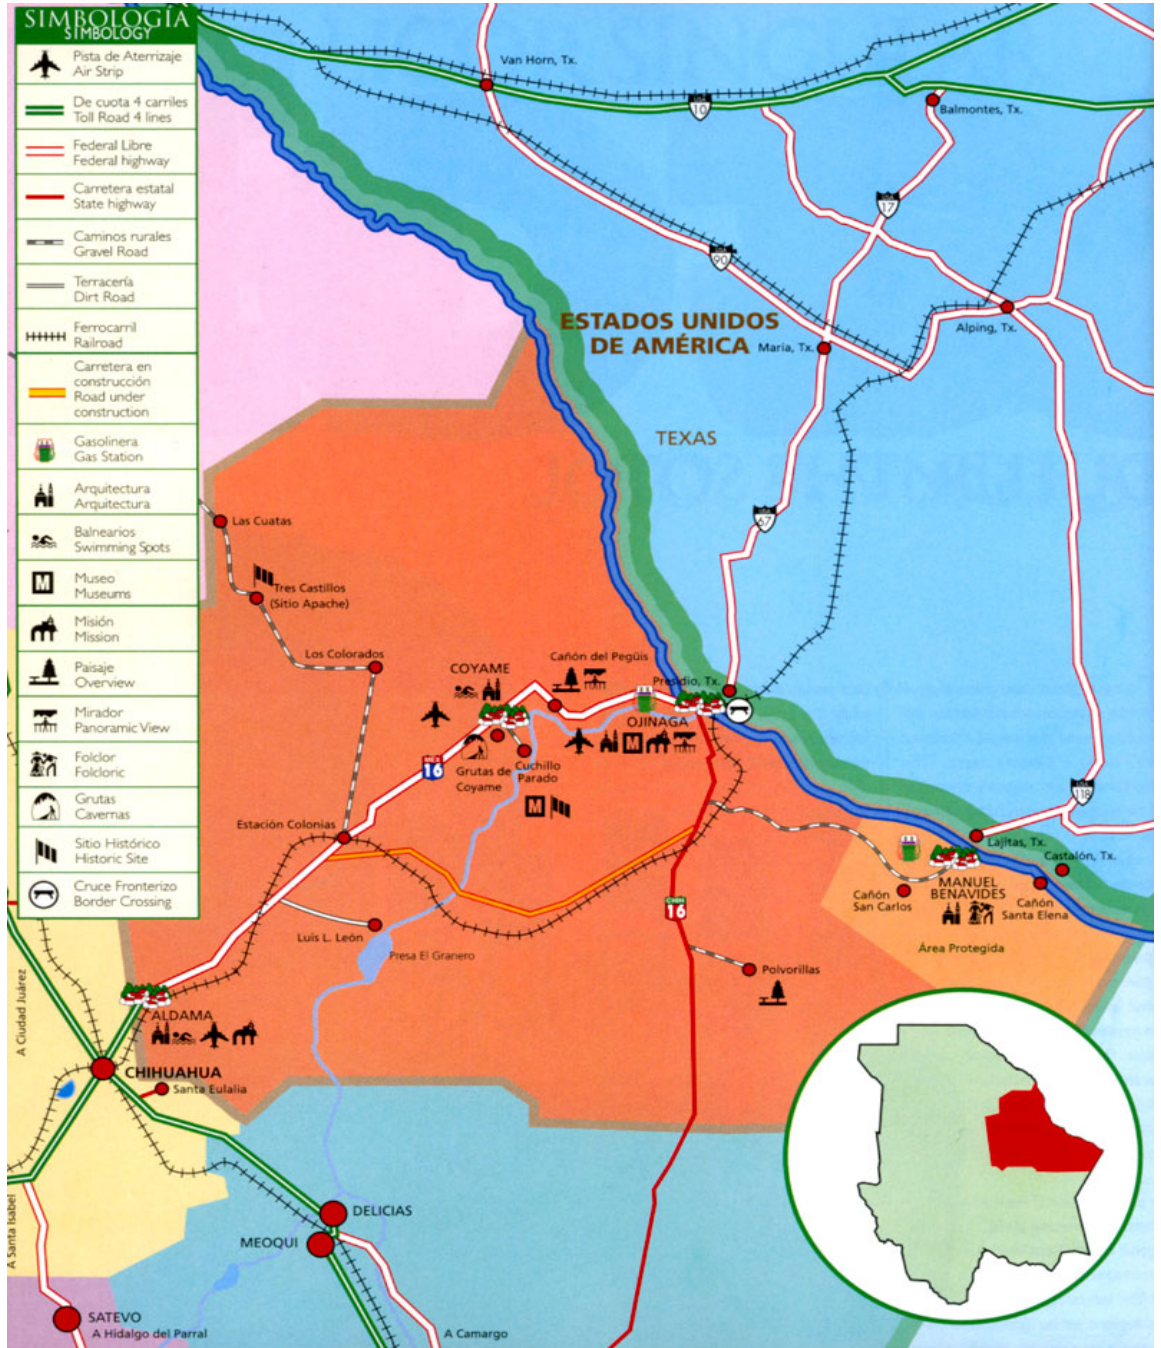 SIMBOLOGÍA
SIMBOLOGY
Pista de Aterrizaje
Air Strip
De cuota 4 carriles
Toll Road 4 lines
Federal Libre
Federal highway
Carretera estatal
State highway
Caminos rurales
Gravel Road
Terracería
Dirt Road
Ferrocarril
Railroad
Carretera en
construcción
Road under
construction
Gasolinera
Gas Station
Arquitectura
Arquitectura
Balnearios
Swimming Spots
M
Museo
Museums
Misión
Mission
Paisaje
Overview
Mirador
Panoramic View
Folclor
Folcloric
Grutas
Cavernas
Sitio Histórico
Historic Site
Cruce Fronterizo
Border Crossing
Van Horn, Tx.
10
Balmontes, Tx.
17
90
ESTADOS UNIDOS
DE AMÉRICA
Maria, Tx.
Alping, Tx.
TEXAS
67
Las Cuatas
Tres Castillos
(Sitio Apache)
Los Colorados
COYAME
Cañón del Pegüis
Presidio, Tx.
OJINAGA
M
16
Grutas de
Coyame
Cuchillo
Parado
M
118
Estación Colonias
Lajitas, Tx.
Castalón, Tx.
MANUEL
BENAVIDES
Cañón
San Carlos
Cañón
Santa Elena
16
Luis L. León
Presa El Granero
Área Protegida
Polvorillas
A Ciudad Juárez
ALDAMA
CHIHUAHUA
Santa Eulalia
DELICIAS
MEOQUI
A Santa Isabel
SATEVO
A Hidalgo del Parral
A Camargo